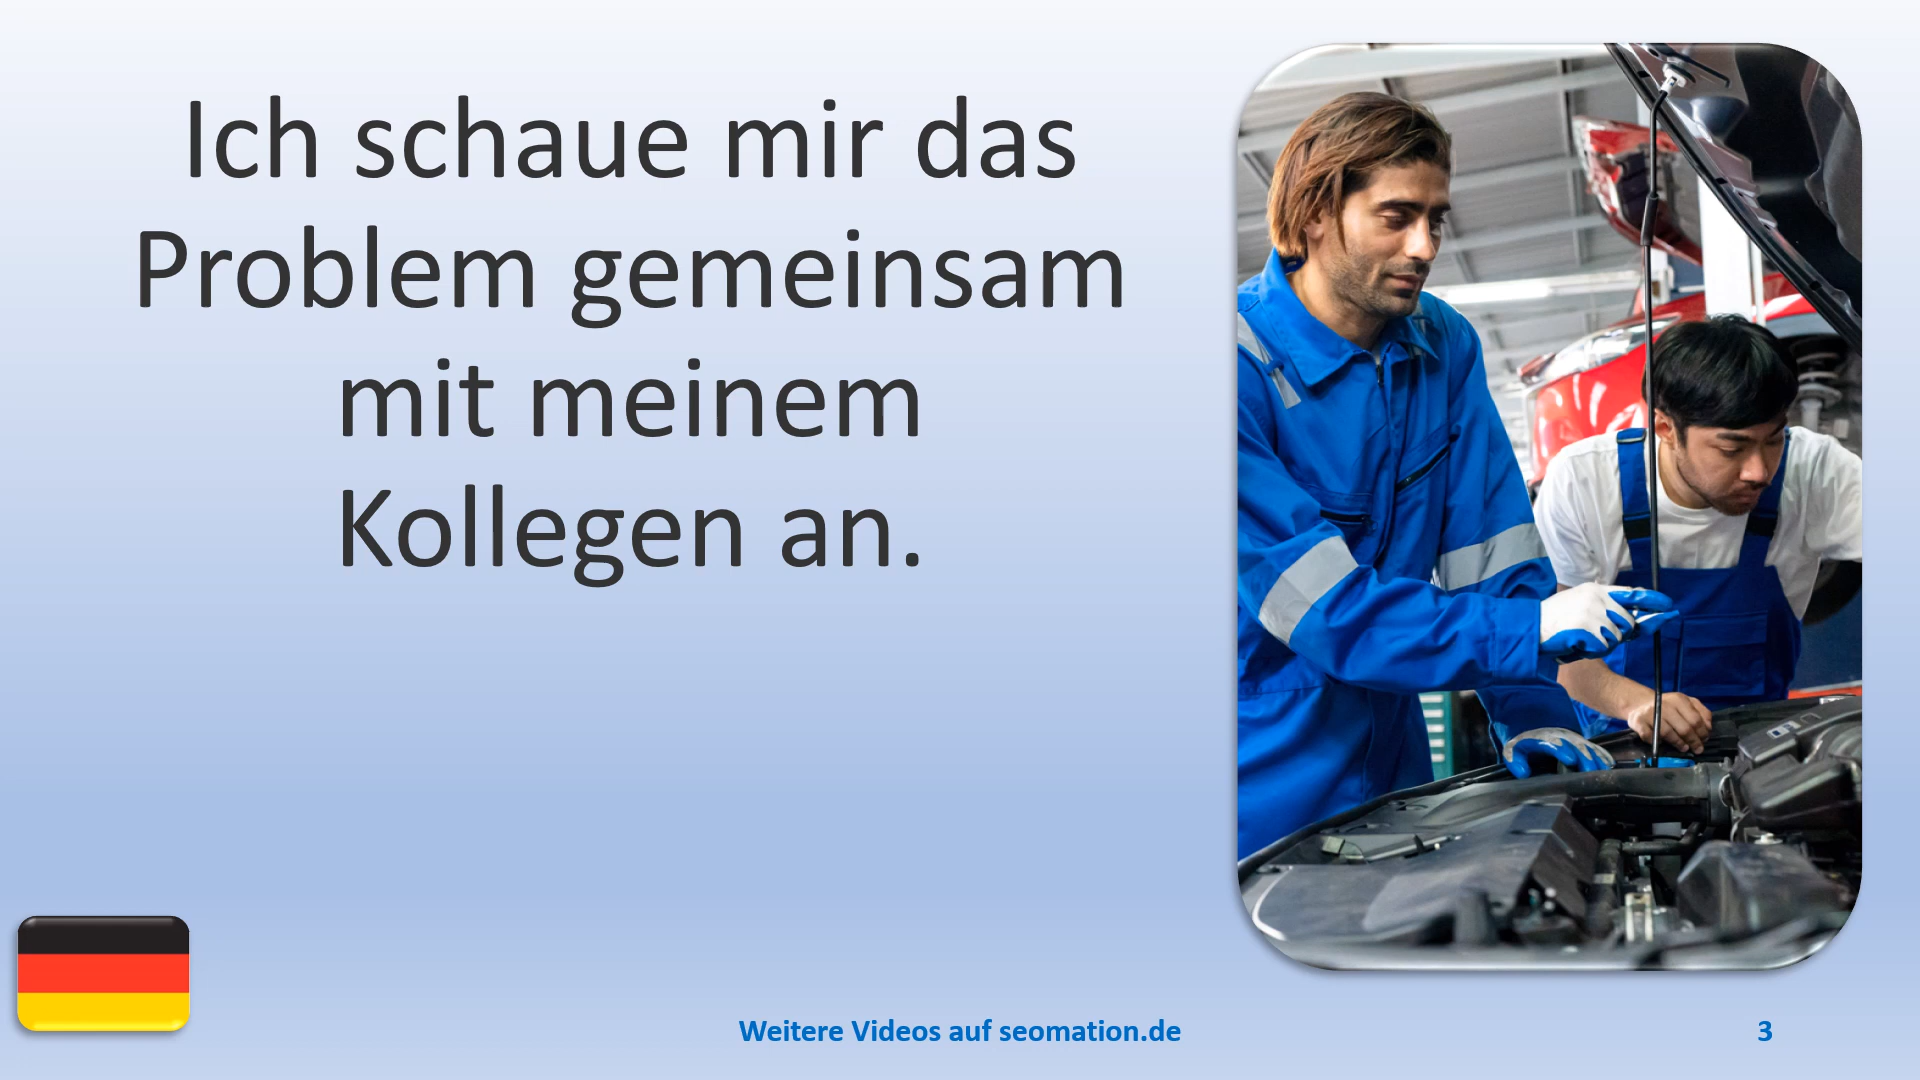 Ich schaue mir das
Problem gemeinsam
mit meinem
Kollegen an.
Weitere Videos auf seomation.de
3